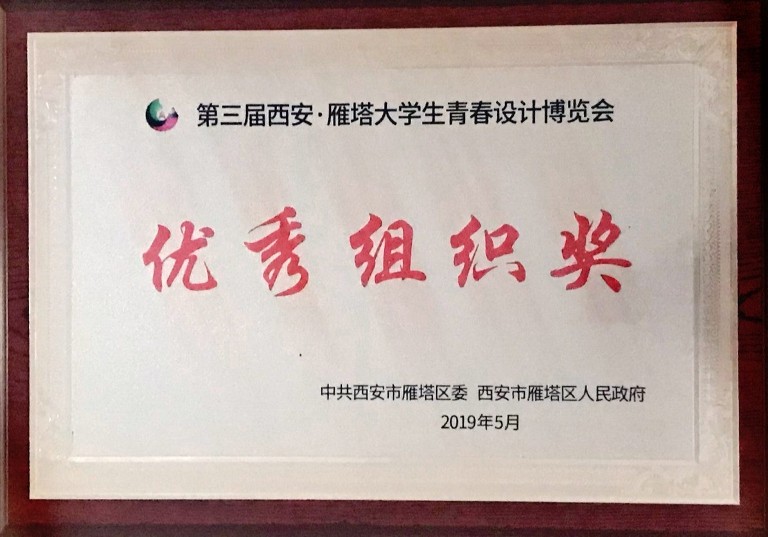 第三届西安·雁塔大学生青春设计博览会
优秀组织奖
中共西安市雁塔区委 西安市雁塔区人民政府
2019年5月